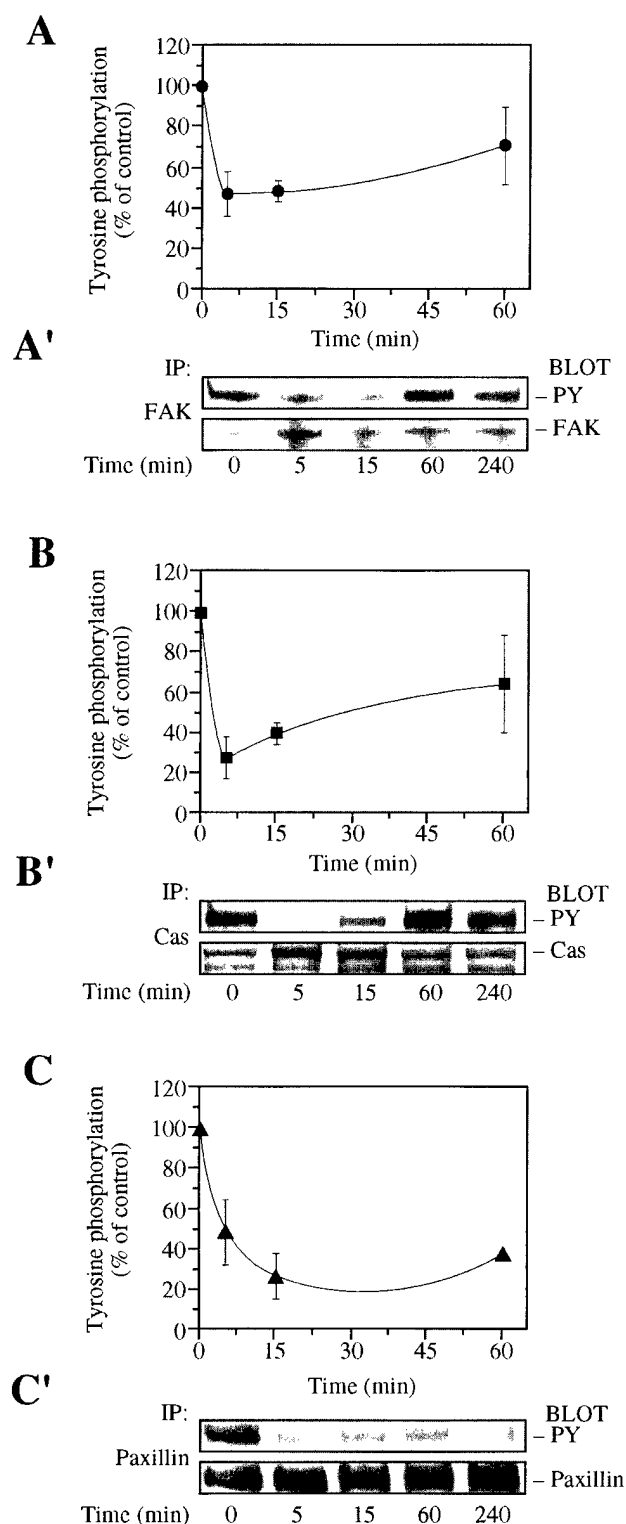 A
120
100
80
60
40
20
0
Tyrosine phosphorylation
(% of control)
0 15 30 45 60
Time (min)
A'
IP: BLOT
FAK
– PY
– FAK
Time (min) 0 5 15 60 240
B
120
100
80
60
40
20
0
Tyrosine phosphorylation
(% of control)
0 15 30 45 60
Time (min)
B'
IP: BLOT
Cas
– PY
– Cas
Time (min) 0 5 15 60 240
C
120
100
80
60
40
20
0
Tyrosine phosphorylation
(% of control)
0 15 30 45 60
Time (min)
C'
IP: BLOT
Paxillin
– PY
– Paxillin
Time (min) 0 5 15 60 240